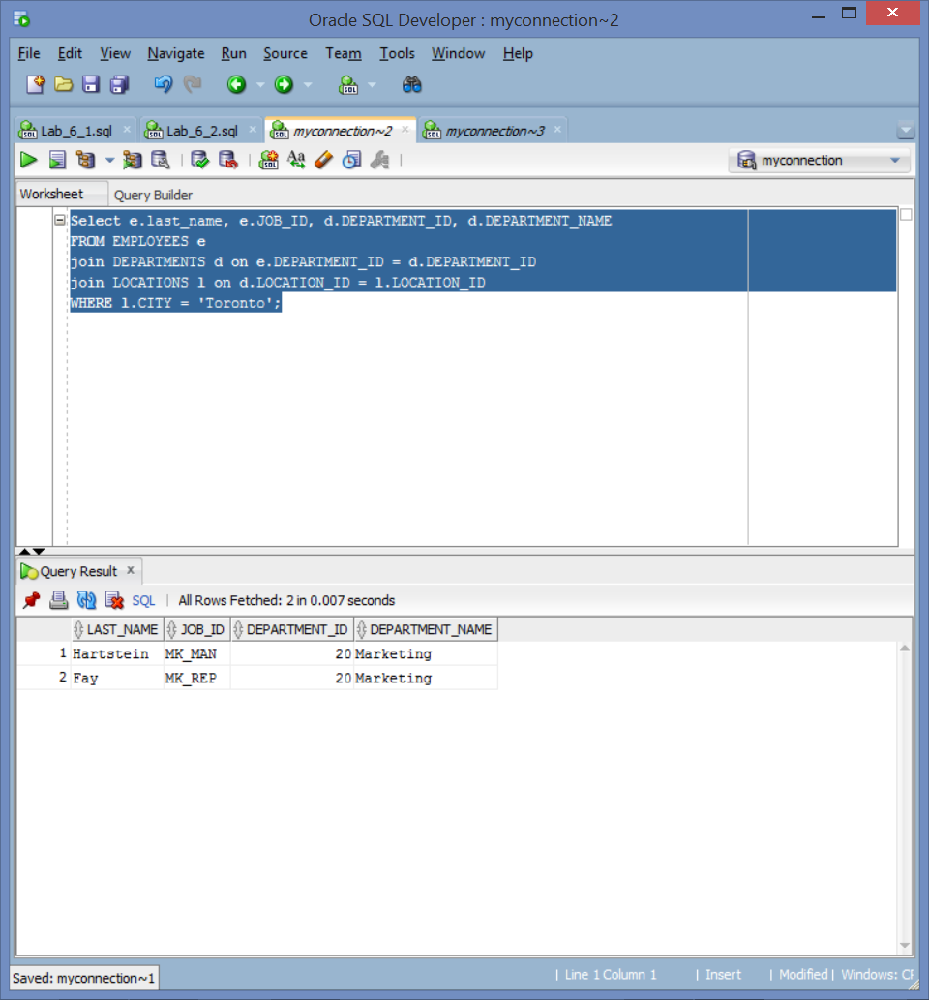 Oracle SQL Developer : myconnection~2
File Edit View Navigate Run Source Team Tools Window Help
Lab_6_1.sql Lab_6_2.sql myconnection~2 myconnection~3
myconnection
Worksheet Query Builder
Select e.last_name, e.JOB_ID, d.DEPARTMENT_ID, d.DEPARTMENT_NAME
FROM EMPLOYEES e
join DEPARTMENTS d on e.DEPARTMENT_ID = d.DEPARTMENT_ID
join LOCATIONS l on d.LOCATION_ID = l.LOCATION_ID
WHERE l.CITY = 'Toronto';
Query Result x
SQL | All Rows Fetched: 2 in 0.007 seconds
LAST_NAME JOB_ID DEPARTMENT_ID DEPARTMENT_NAME
1 Hartstein MK_MAN 20 Marketing
2 Fay MK_REP 20 Marketing
Saved: myconnection~1 | Line 1 Column 1 | Insert | Modified | Windows: